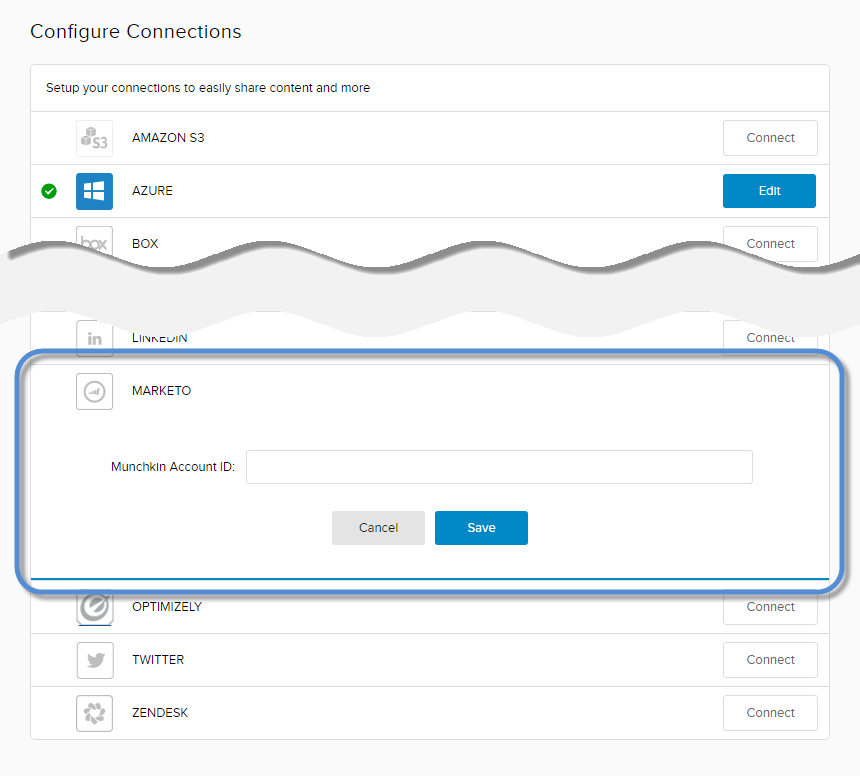 Configure Connections
Setup your connections to easily share content and more
S3 AMAZON S3 Connect
AZURE Edit
box BOX Connect
in LINKEDIN Connect
MARKETO
Munchkin Account ID:
Cancel Save
OPTIMIZELY Connect
TWITTER Connect
ZENDESK Connect